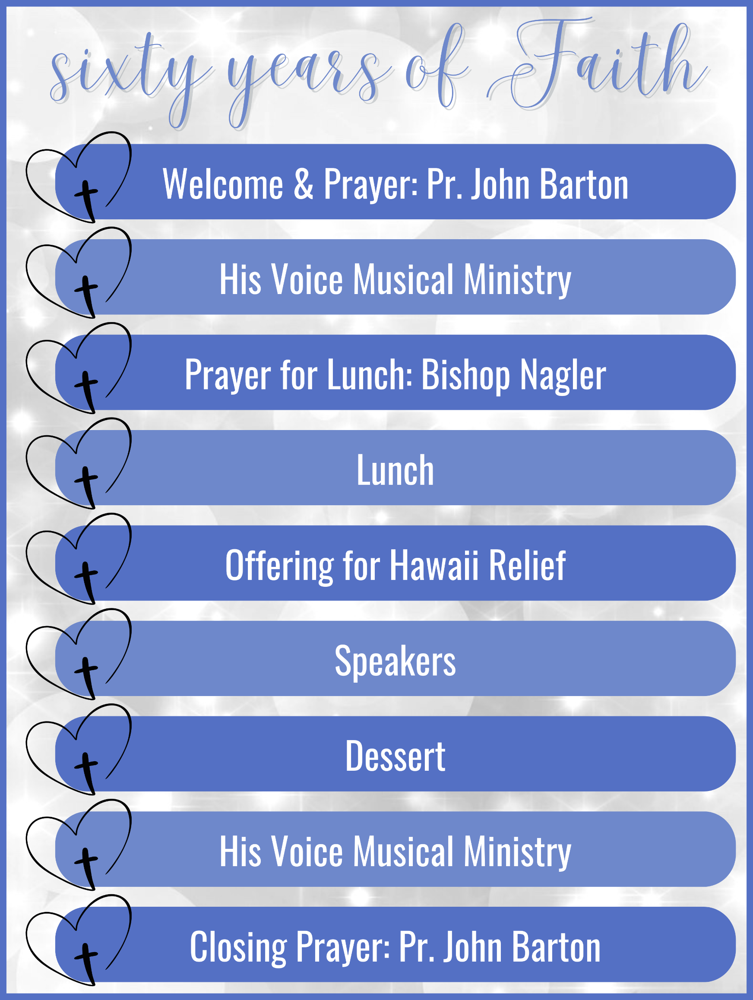 sixty years of Faith
Welcome & Prayer: Pr. John Barton
His Voice Musical Ministry
Prayer for Lunch: Bishop Nagler
Lunch
Offering for Hawaii Relief
Speakers
Dessert
His Voice Musical Ministry
Closing Prayer: Pr. John Barton